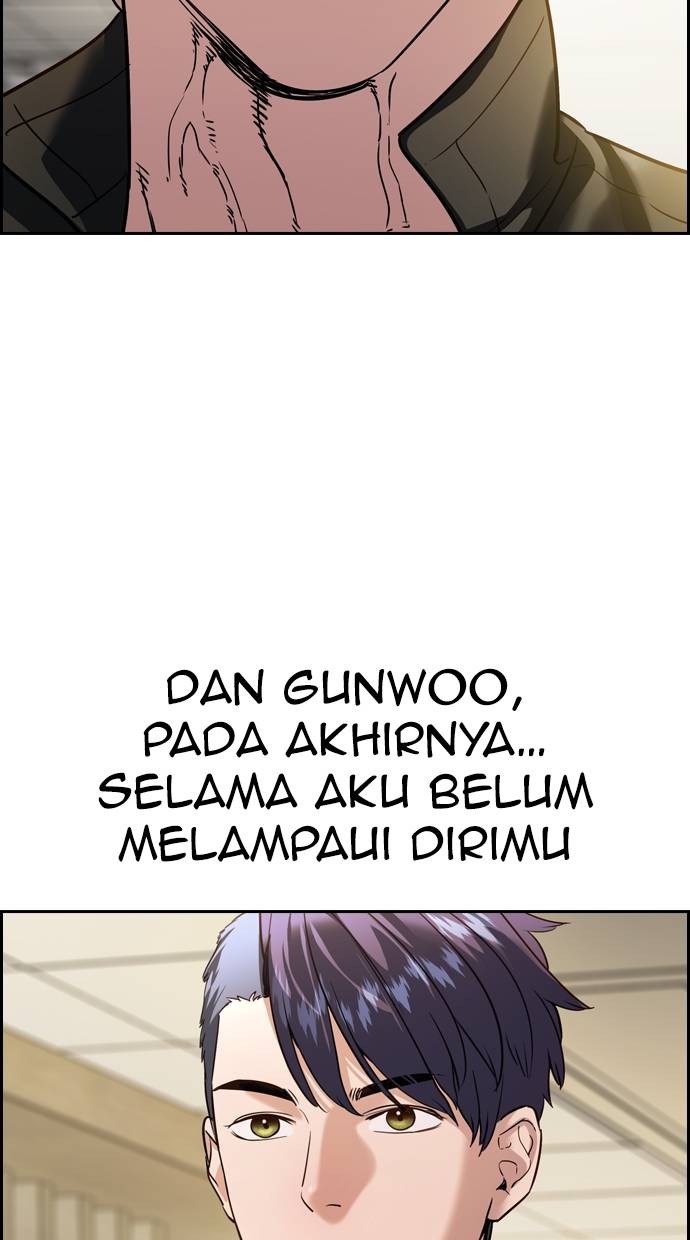 DAN GUNWOO,
PADA AKHIRNYA...
SELAMA AKU BELUM
MELAMPAUI DIRIMU